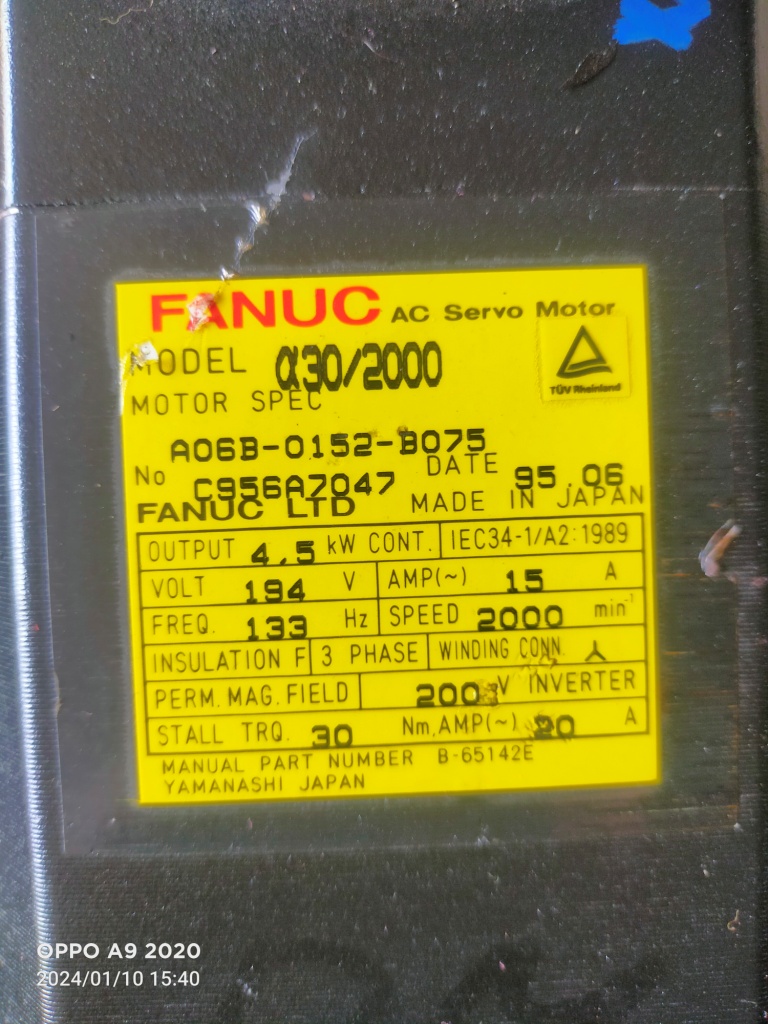 FANUC AC Servo Motor
MODEL α30/2000
TÜV Rheinland
MOTOR SPEC
A06B-0152-B075
No C956A7047 DATE 95.06
FANUC LTD MADE IN JAPAN
OUTPUT 4.5 kW CONT. IEC34-1/A2:1989
VOLT 194 V AMP(~) 15 A
FREQ. 133 Hz SPEED 2000 min⁻¹
INSULATION F 3 PHASE WINDING CONN.
PERM. MAG. FIELD 200 V INVERTER
STALL TRQ. 30 Nm, AMP(~) 20 A
MANUAL PART NUMBER B-65142E
YAMANASHI JAPAN
OPPO A9 2020
2024/01/10 15:40